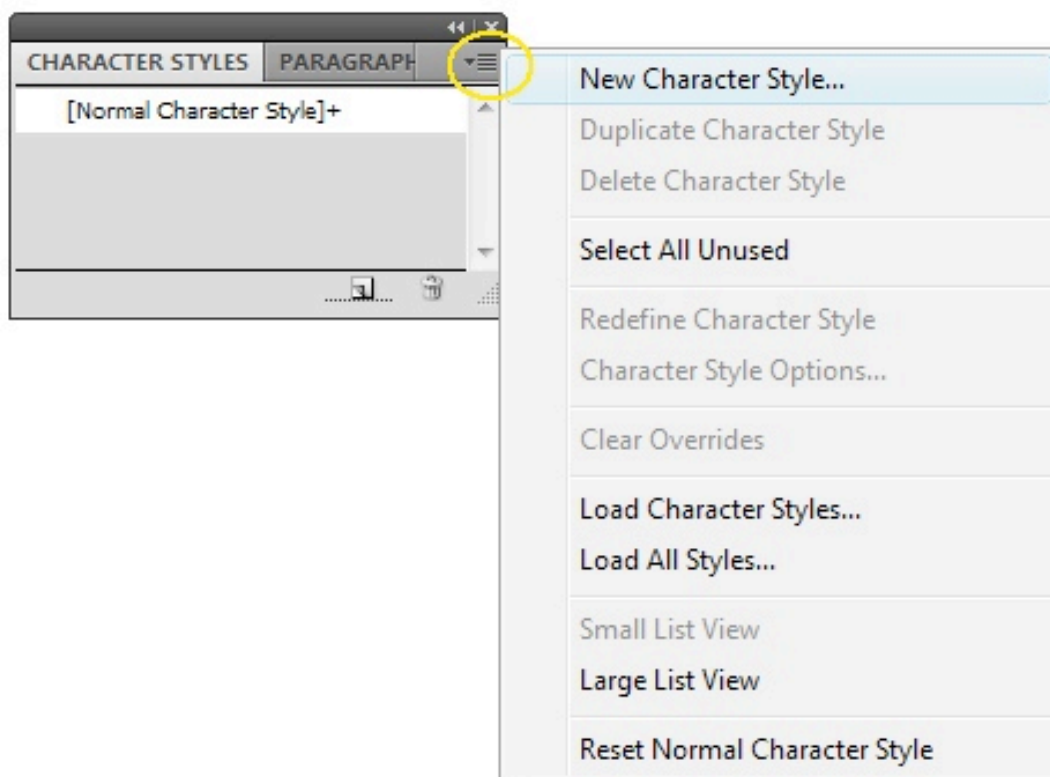 CHARACTER STYLES PARAGRAPH
[Normal Character Style]+
New Character Style...
Duplicate Character Style
Delete Character Style
Select All Unused
Redefine Character Style
Character Style Options...
Clear Overrides
Load Character Styles...
Load All Styles...
Small List View
Large List View
Reset Normal Character Style